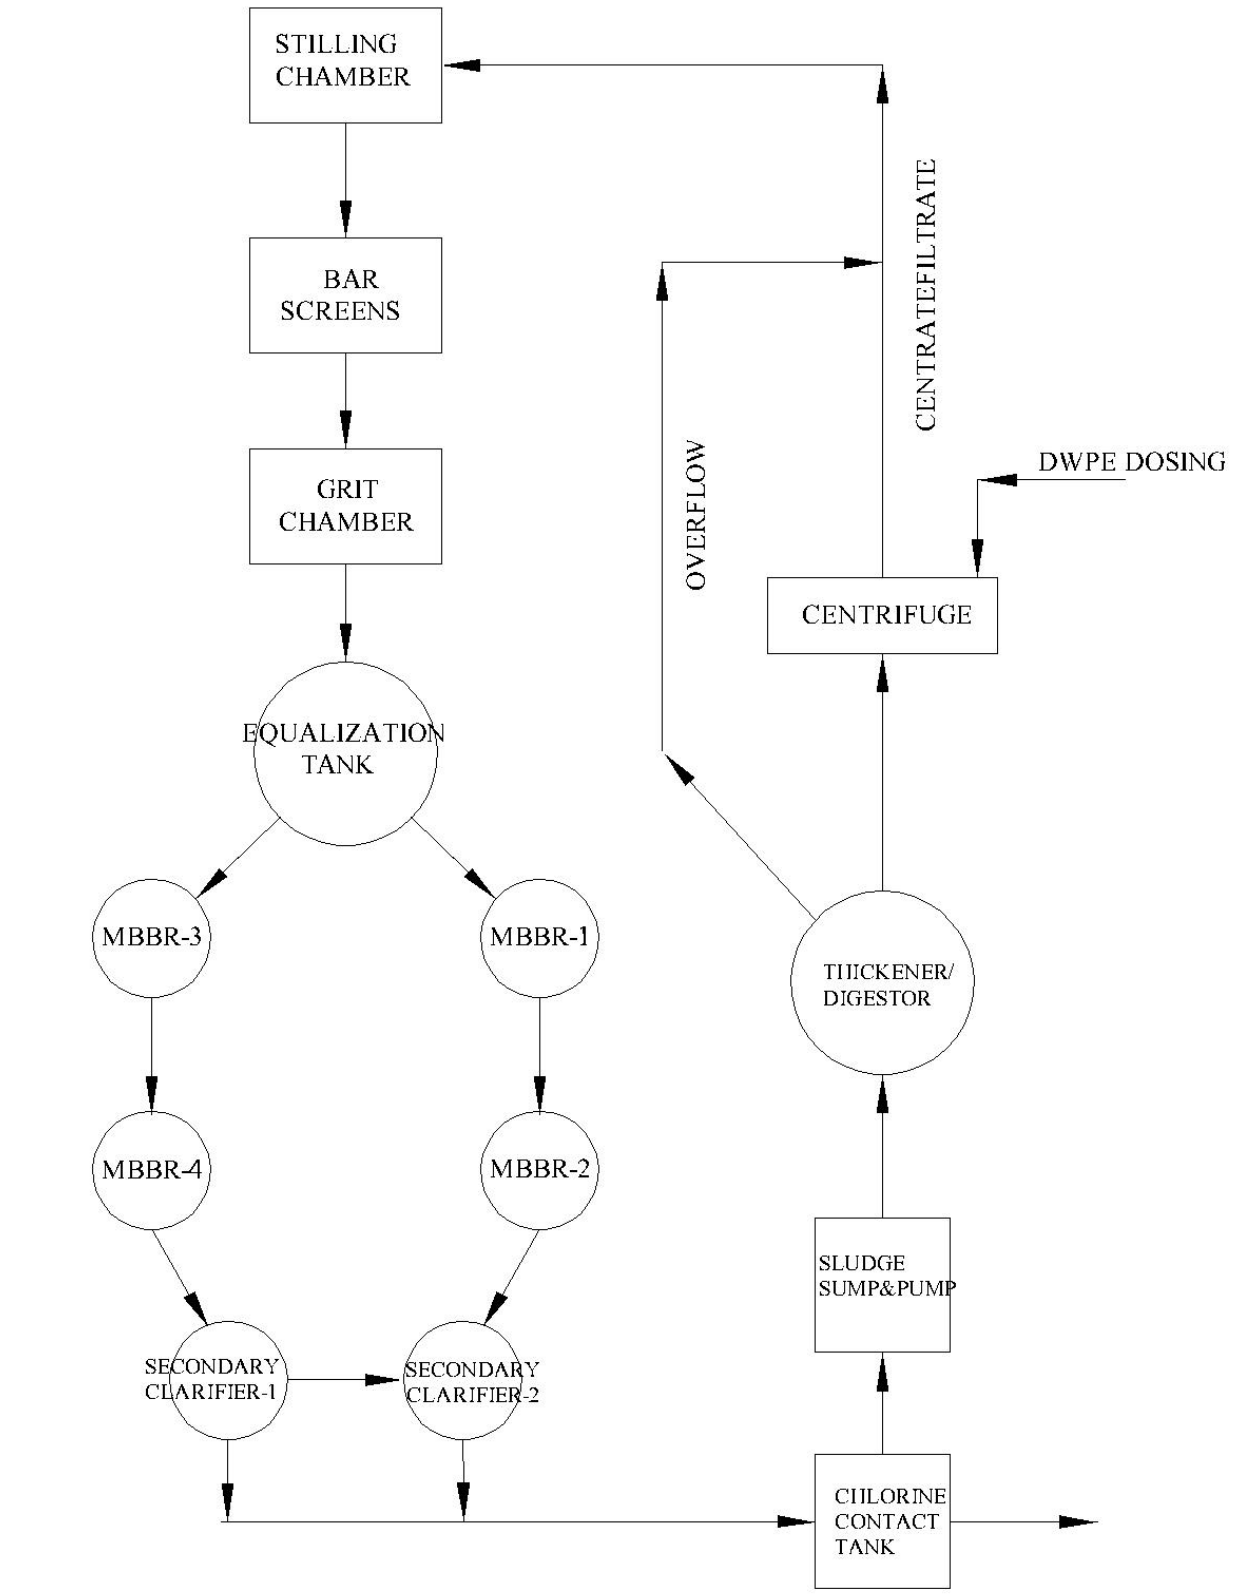 STILLING
CHAMBER
BAR
SCREENS
GRIT
CHAMBER
EQUALIZATION
TANK
MBBR-3
MBBR-1
MBBR-4
MBBR-2
SECONDARY
CLARIFIER-1
SECONDARY
CLARIFIER-2
CHLORINE
CONTACT
TANK
SLUDGE
SUMP&PUMP
THICKENER/
DIGESTOR
OVERFLOW
CENTRIFUGE
DWPE DOSING
CENTRATEFILTRATE